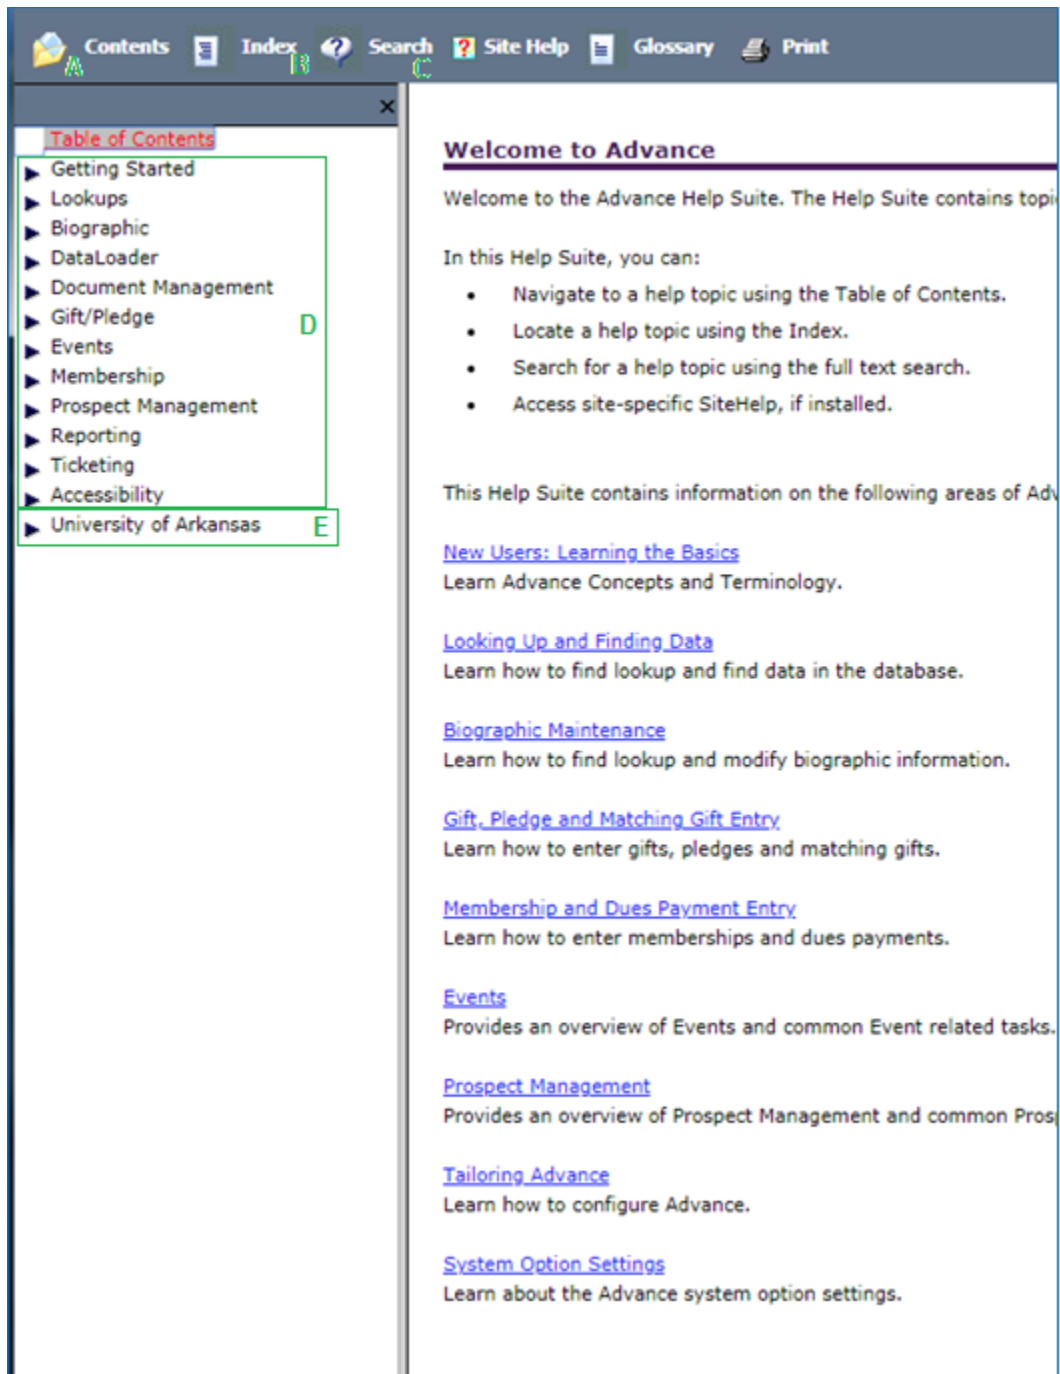 Contents Index Search Site Help Glossary Print
A B C
×
Table of Contents
Getting Started
Lookups
Biographic
DataLoader
Document Management
Gift/Pledge
D
Events
Membership
Prospect Management
Reporting
Ticketing
Accessibility
University of Arkansas E
Welcome to Advance
Welcome to the Advance Help Suite. The Help Suite contains topi
In this Help Suite, you can:
• Navigate to a help topic using the Table of Contents.
• Locate a help topic using the Index.
• Search for a help topic using the full text search.
• Access site-specific SiteHelp, if installed.
This Help Suite contains information on the following areas of Adv
New Users: Learning the Basics
Learn Advance Concepts and Terminology.
Looking Up and Finding Data
Learn how to find lookup and find data in the database.
Biographic Maintenance
Learn how to find lookup and modify biographic information.
Gift, Pledge and Matching Gift Entry
Learn how to enter gifts, pledges and matching gifts.
Membership and Dues Payment Entry
Learn how to enter memberships and dues payments.
Events
Provides an overview of Events and common Event related tasks.
Prospect Management
Provides an overview of Prospect Management and common Prosp
Tailoring Advance
Learn how to configure Advance.
System Option Settings
Learn about the Advance system option settings.